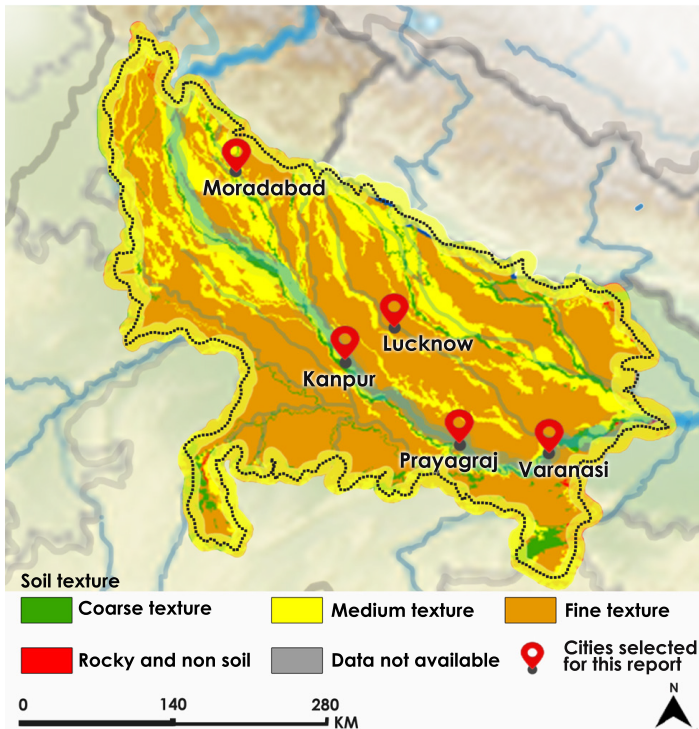 Moradabad
Lucknow
Kanpur
Prayagraj
Varanasi
Soil texture
Coarse texture
Medium texture
Fine texture
Rocky and non soil
Data not available
Cities selected
for this report
0 140 280
KM
N